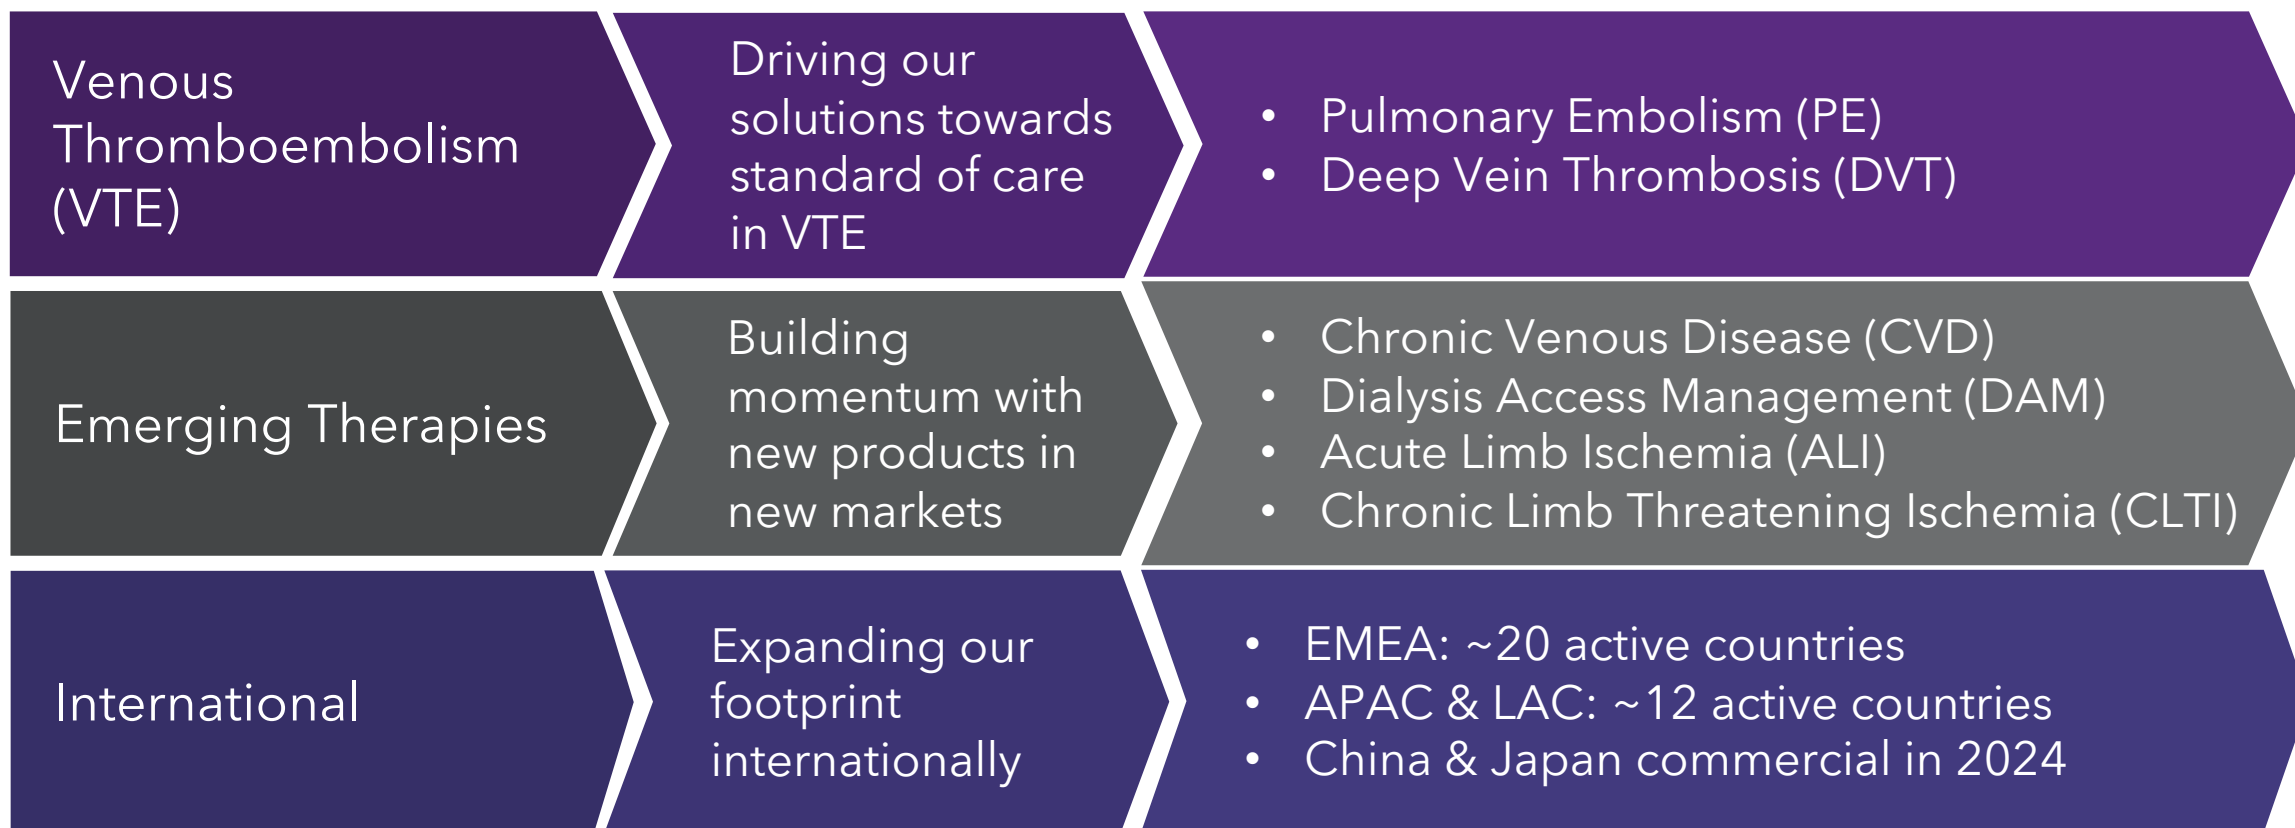 Venous
Thromboembolism
(VTE)
Driving our
solutions towards
standard of care
in VTE
• Pulmonary Embolism (PE)
• Deep Vein Thrombosis (DVT)
Emerging Therapies
Building
momentum with
new products in
new markets
• Chronic Venous Disease (CVD)
• Dialysis Access Management (DAM)
• Acute Limb Ischemia (ALI)
• Chronic Limb Threatening Ischemia (CLTI)
International
Expanding our
footprint
internationally
• EMEA: ~20 active countries
• APAC & LAC: ~12 active countries
• China & Japan commercial in 2024